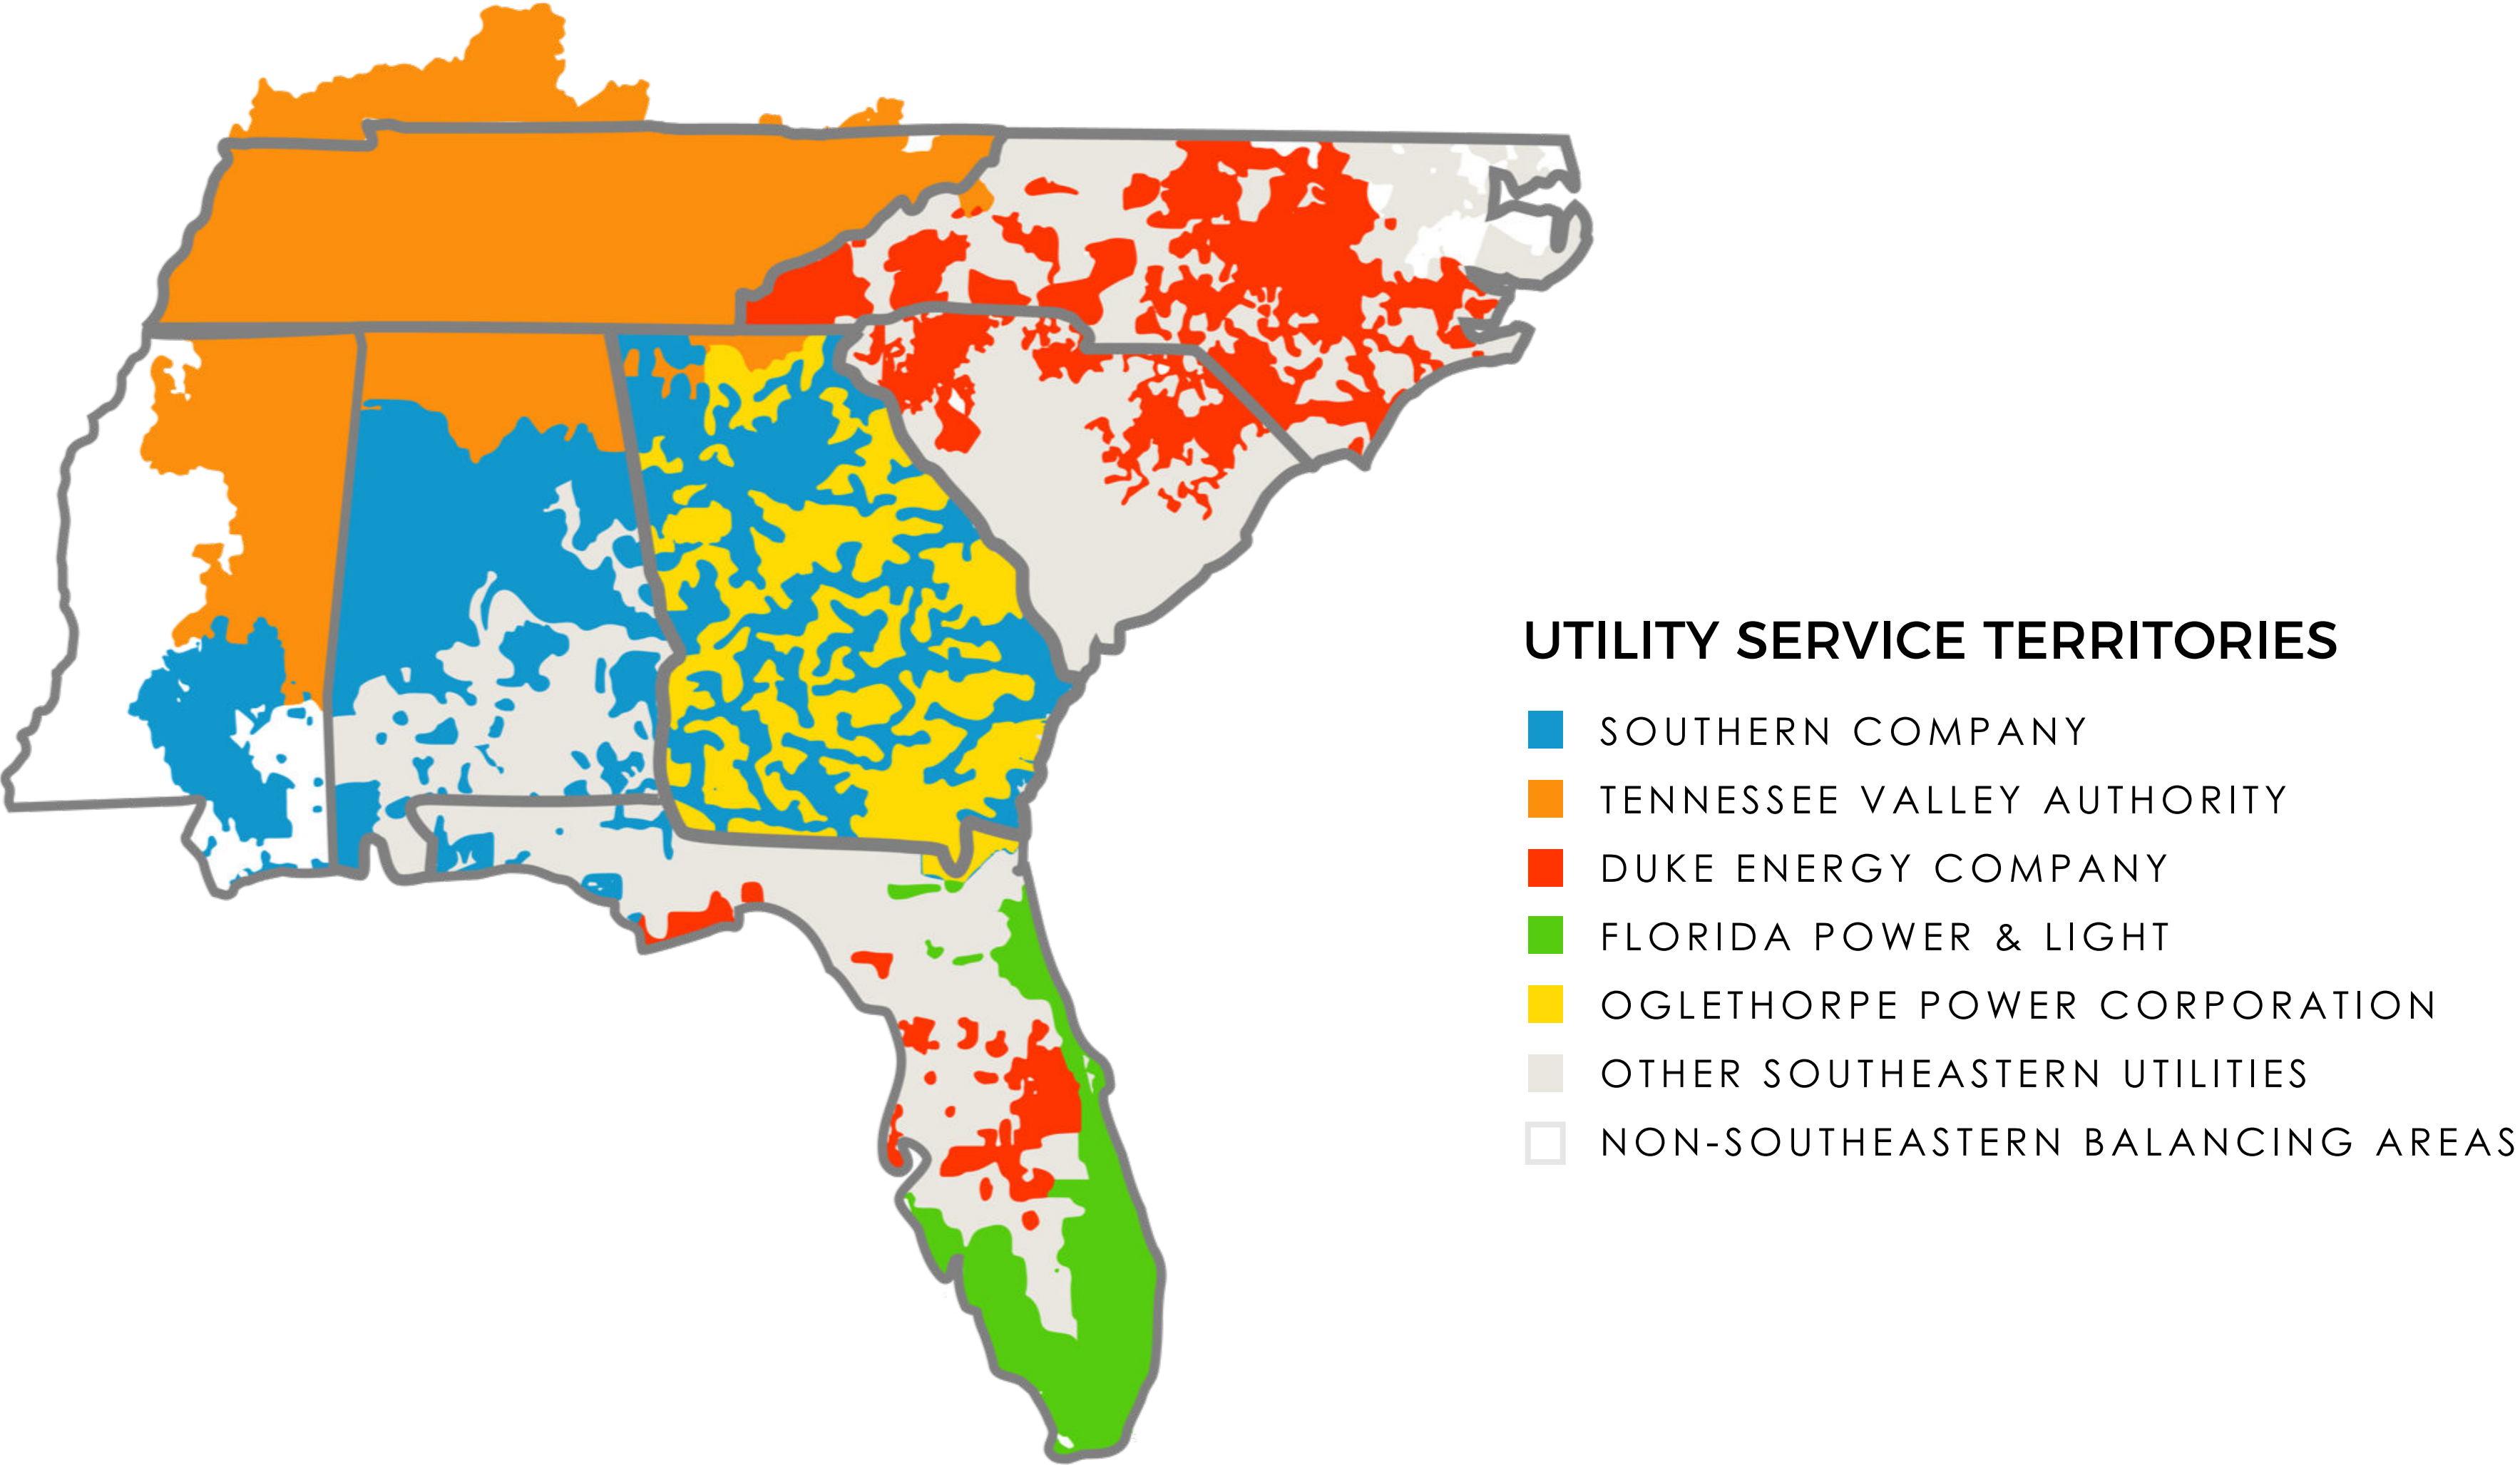 UTILITY SERVICE TERRITORIES
SOUTHERN COMPANY
TENNESSEE VALLEY AUTHORITY
DUKE ENERGY COMPANY
FLORIDA POWER & LIGHT
OGLETHORPE POWER CORPORATION
OTHER SOUTHEASTERN UTILITIES
NON-SOUTHEASTERN BALANCING AREAS